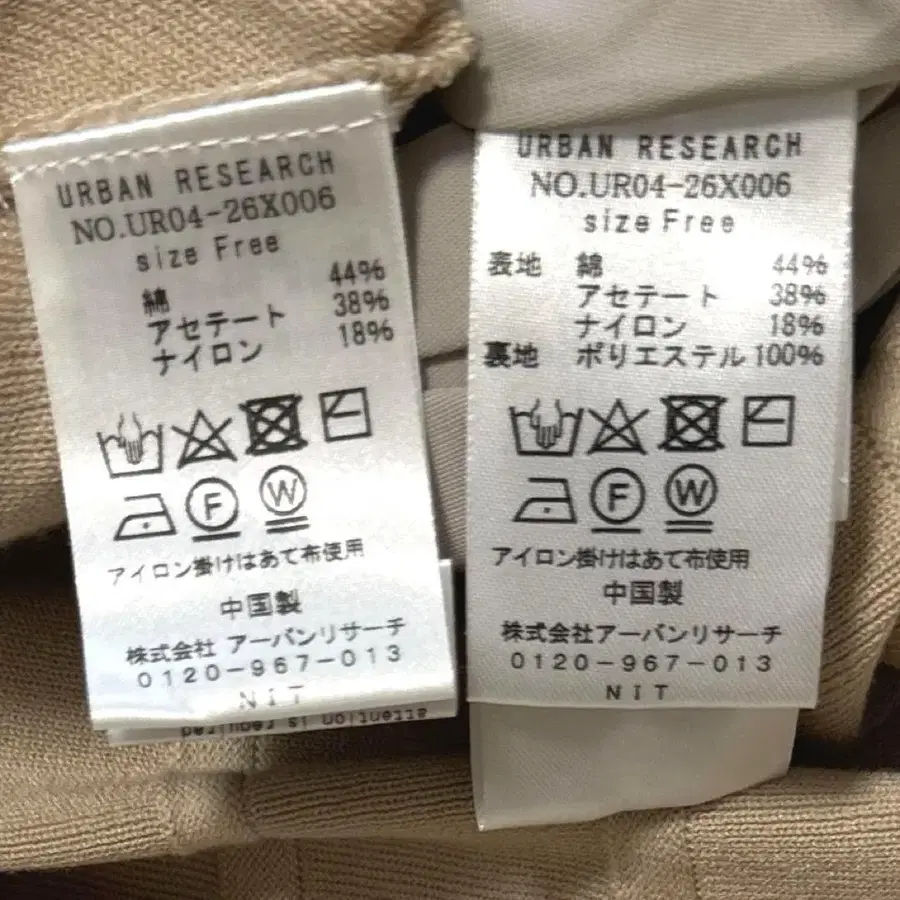 URBAN RESEARCH
NO.UR04-26X006
size Free
綿 44%
アセテート 38%
ナイロン 18%
F W
アイロン掛けはあて布使用
中国製
株式会社 アーバンリサーチ
0120-967-013
NIT
attention is required
URBAN RESEARCH
NO.UR04-26X006
size Free
表地 綿 44%
アセテート 38%
ナイロン 18%
裏地 ポリエステル 100%
F W
アイロン掛けはあて布使用
中国製
株式会社アーバンリサーチ
0120-967-013
NIT